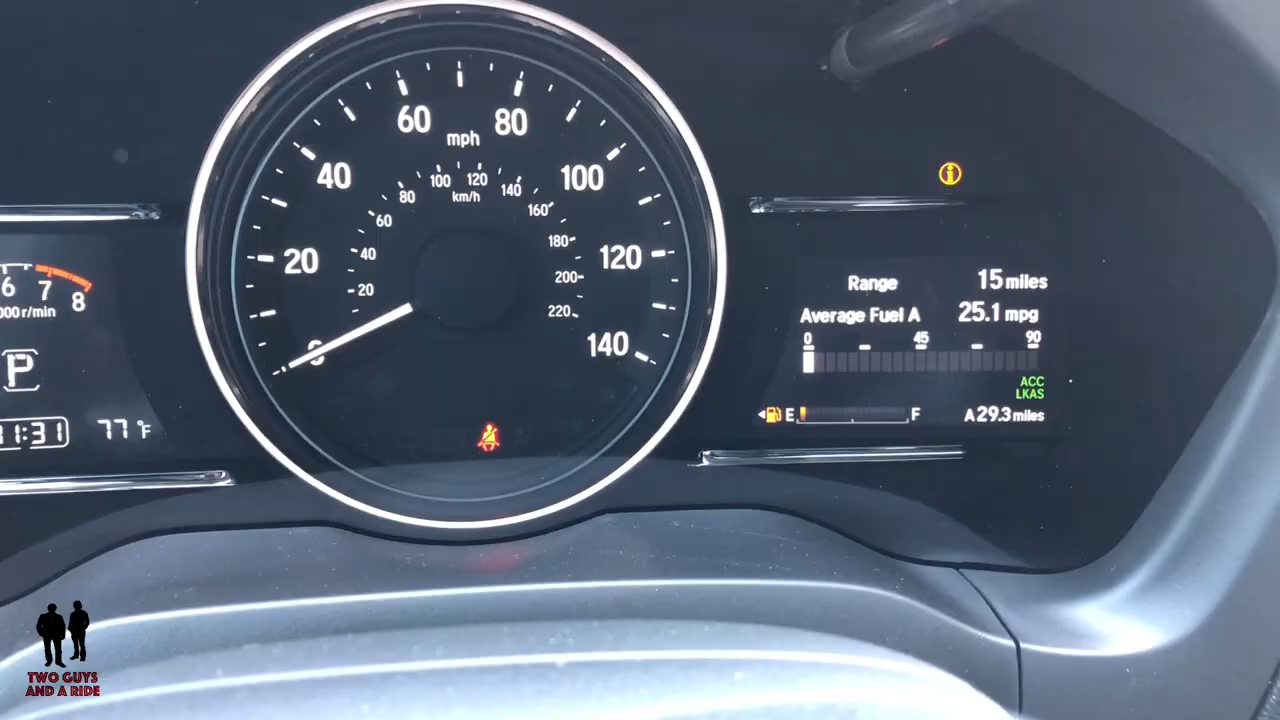 60
80
mph
40
100
100
120
80
140
km/h
60
160
20
40
180
120
200
20
220
0
140
6
7
8
000 r/min
P
11:31
77°F
Range 15 miles
Average Fuel A 25.1 mpg
0 45 90
ACC
LKAS
E F A 29.3 miles
TWO GUYS
AND A RIDE